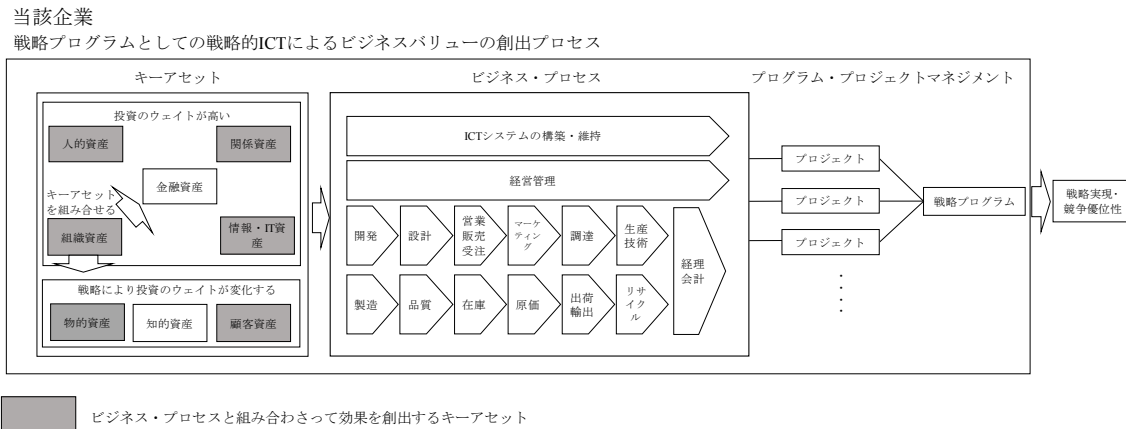 当該企業
戦略プログラムとしての戦略的ICTによるビジネスバリューの創出プロセス
キーアセット
ビジネス・プロセス
プログラム・プロジェクトマネジメント
投資のウェイトが高い
人的資産
関係資産
金融資産
キーアセット
を組み合せる
組織資産
情報・IT資
産
戦略により投資のウェイトが変化する
物的資産
知的資産
顧客資産
ICTシステムの構築・維持
経営管理
開発
設計
営業
販売
受注
マーケ
ティン
グ
調達
生産
技術
製造
品質
在庫
原価
出荷
輸出
リサ
イク
ル
経理
会計
プロジェクト
プロジェクト
プロジェクト
・
・
・
・
戦略プログラム
戦略実現・
競争優位性
ビジネス・プロセスと組み合わさって効果を創出するキーアセット